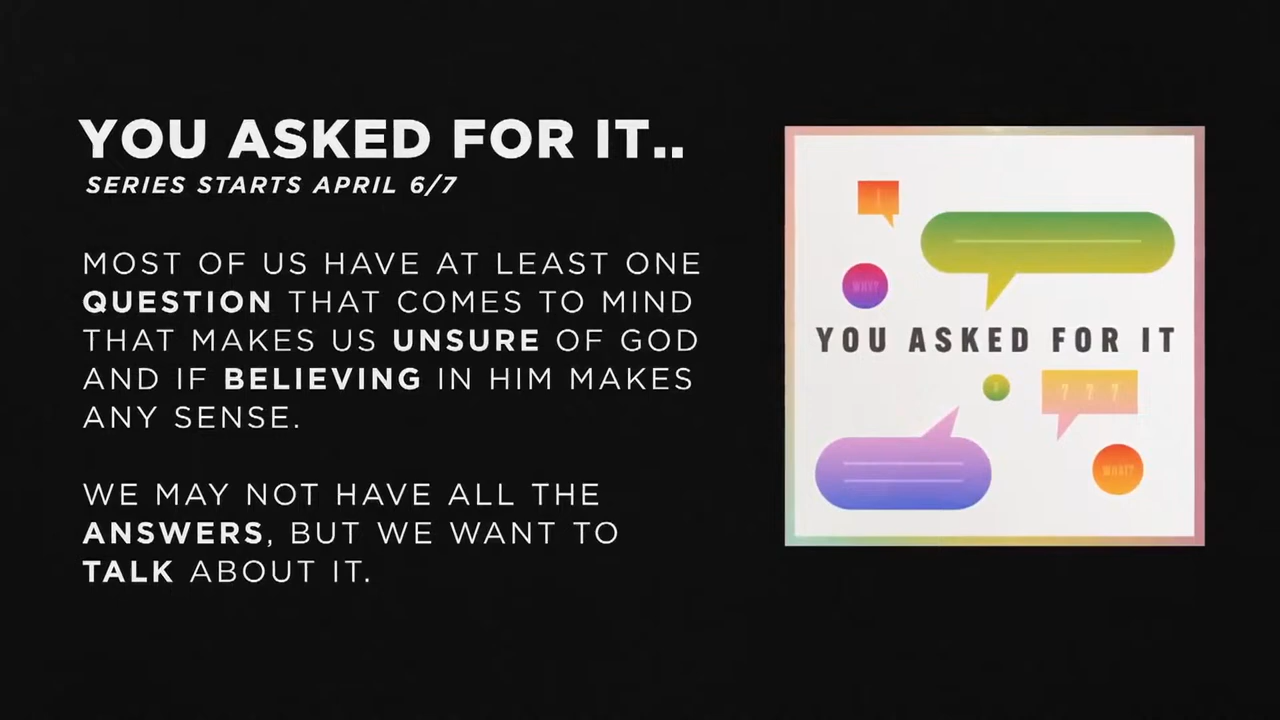 YOU ASKED FOR IT..
SERIES STARTS APRIL 6/7
MOST OF US HAVE AT LEAST ONE
QUESTION THAT COMES TO MIND
THAT MAKES US UNSURE OF GOD
AND IF BELIEVING IN HIM MAKES
ANY SENSE.
WE MAY NOT HAVE ALL THE
ANSWERS, BUT WE WANT TO
TALK ABOUT IT.
WHY?
YOU ASKED FOR IT
? ? ?
WHAT?